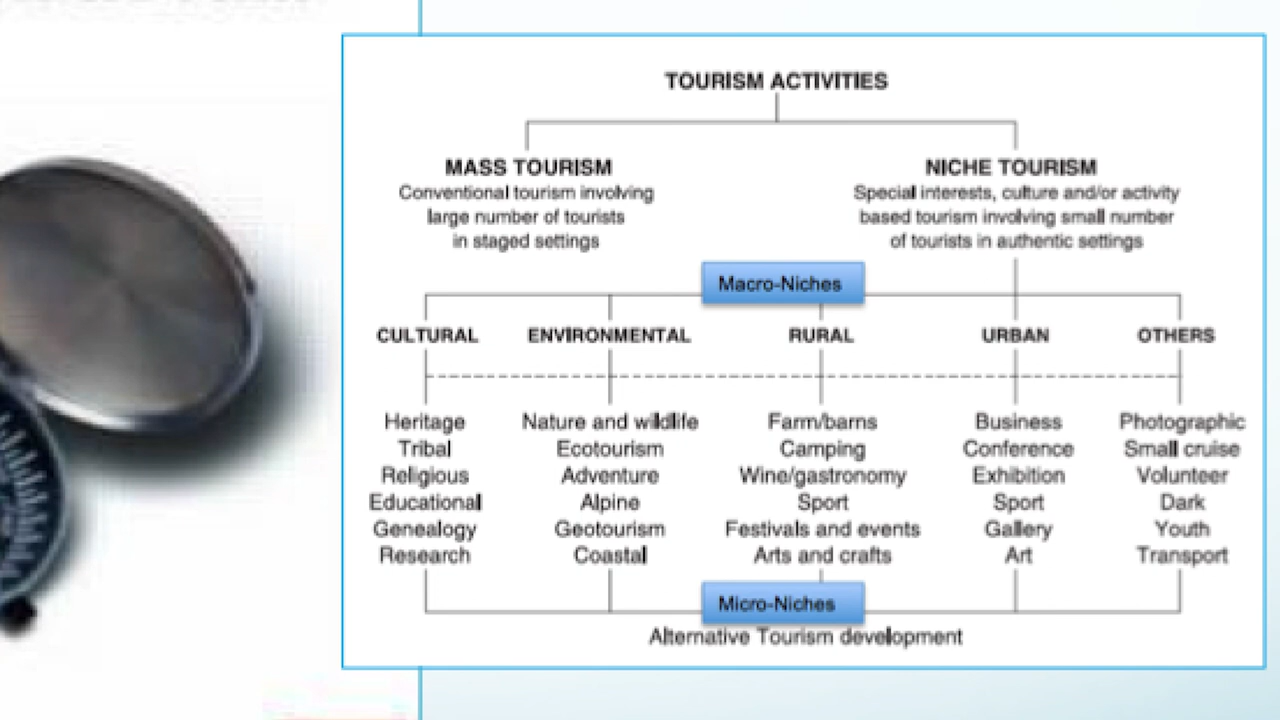 TOURISM ACTIVITIES
MASS TOURISM
Conventional tourism involving
large number of tourists
in staged settings
NICHE TOURISM
Special interests, culture and/or activity
based tourism involving small number
of tourists in authentic settings
Macro-Niches
CULTURAL
Heritage
Tribal
Religious
Educational
Genealogy
Research
ENVIRONMENTAL
Nature and wildlife
Ecotourism
Adventure
Alpine
Geotourism
Coastal
RURAL
Farm/barns
Camping
Wine/gastronomy
Sport
Festivals and events
Arts and crafts
URBAN
Business
Conference
Exhibition
Sport
Gallery
Art
OTHERS
Photographic
Small cruise
Volunteer
Dark
Youth
Transport
Micro-Niches
Alternative Tourism development